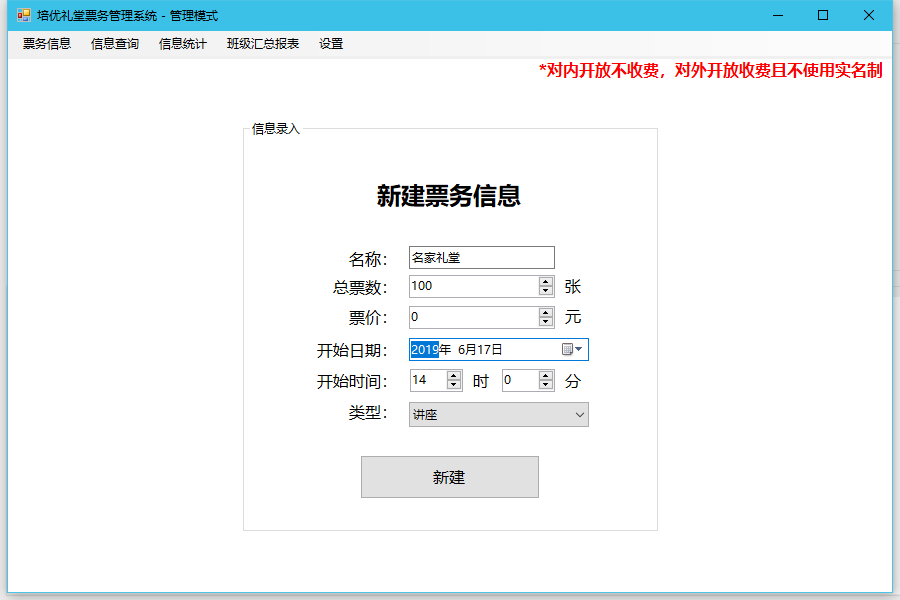 培优礼堂票务管理系统 - 管理模式
票务信息 信息查询 信息统计 班级汇总报表 设置
*对内开放不收费，对外开放收费且不使用实名制
信息录入
新建票务信息
名称： 名家礼堂
总票数： 100 张
票价： 0 元
开始日期： 2019年 6月17日
开始时间： 14 时 0 分
类型： 讲座
新建